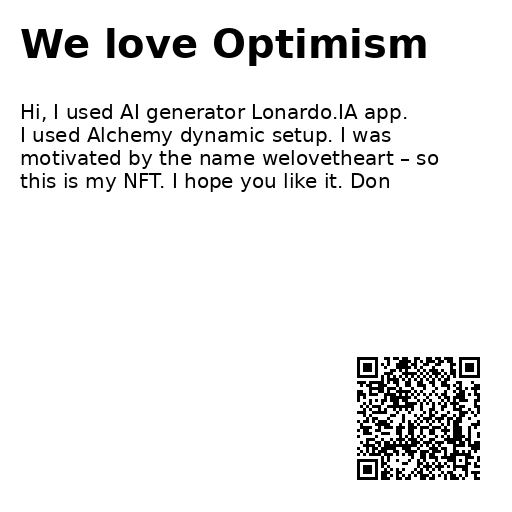 We love Optimism
Hi, I used AI generator Lonardo.IA app.
I used Alchemy dynamic setup. I was
motivated by the name welovetheart – so
this is my NFT. I hope you like it. Don